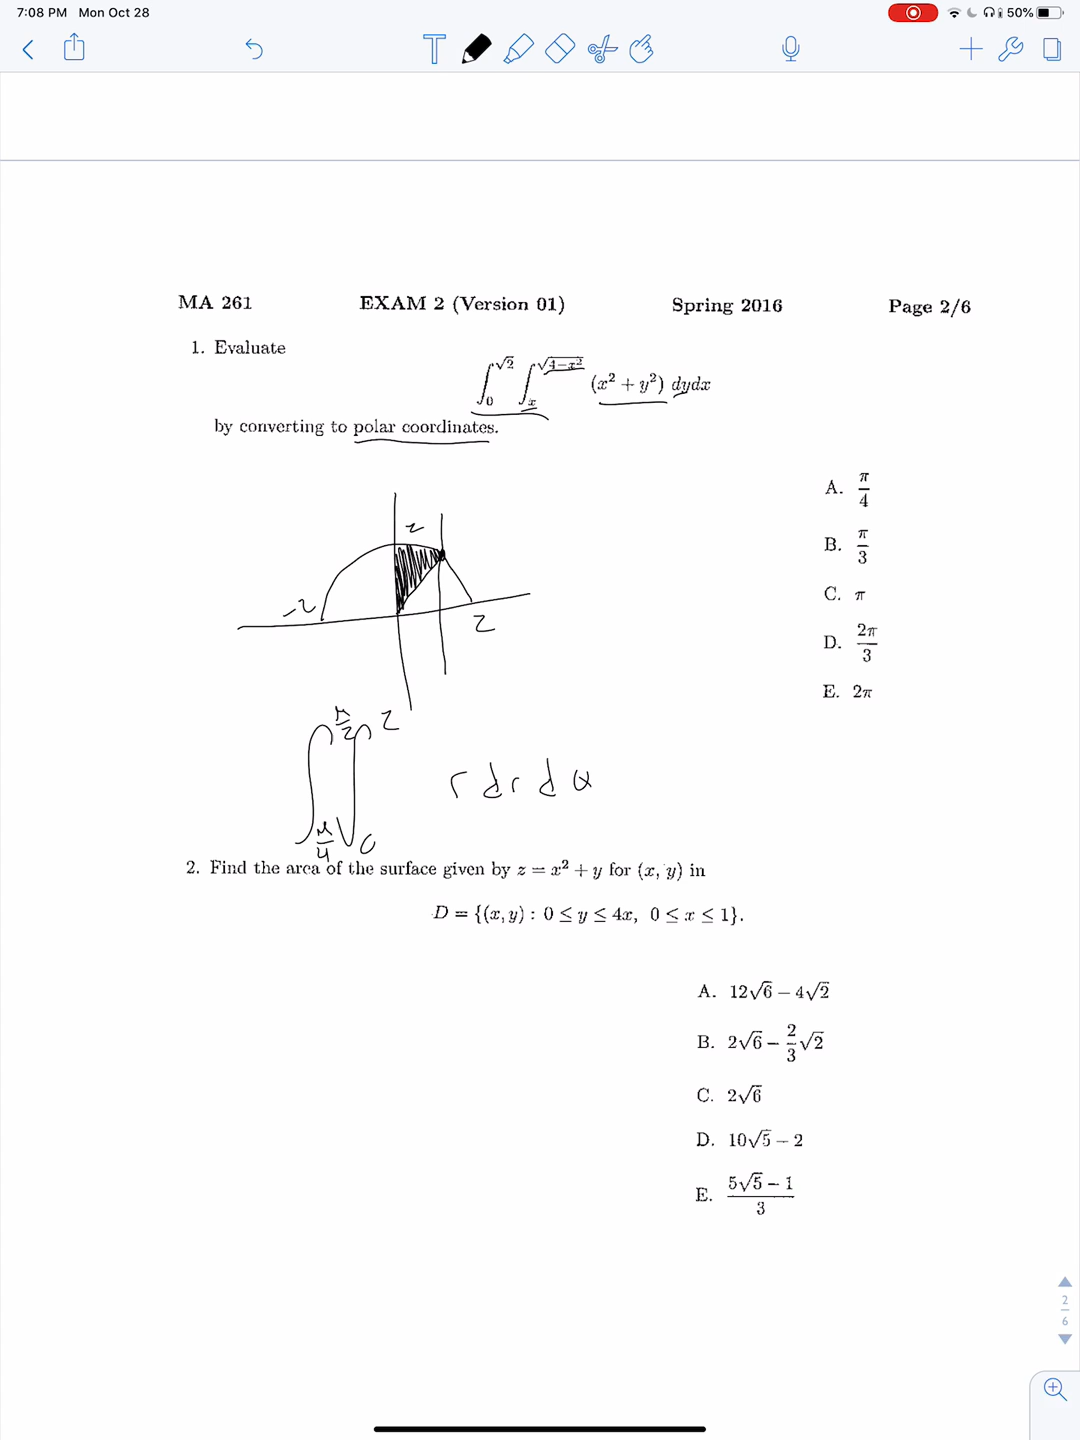 7:08 PM Mon Oct 28
50%
MA 261 EXAM 2 (Version 01) Spring 2016 Page 2/6
1. Evaluate
∫₀^√2 ∫ₓ^√(4−x²) (x² + y²) dydx
by converting to polar coordinates.
A. π/4
B. π/3
C. π
D. 2π/3
E. 2π
2
-2
2
∫_{π/4}^{π/2} ∫_0^2 r dr dθ
2. Find the area of the surface given by z = x² + y for (x, y) in
D = {(x, y) : 0 ≤ y ≤ 4x, 0 ≤ x ≤ 1}.
A. 12√6 − 4√2
B. 2√6 − 2/3 √2
C. 2√6
D. 10√5 − 2
E. (5√5 − 1)/3
2
6